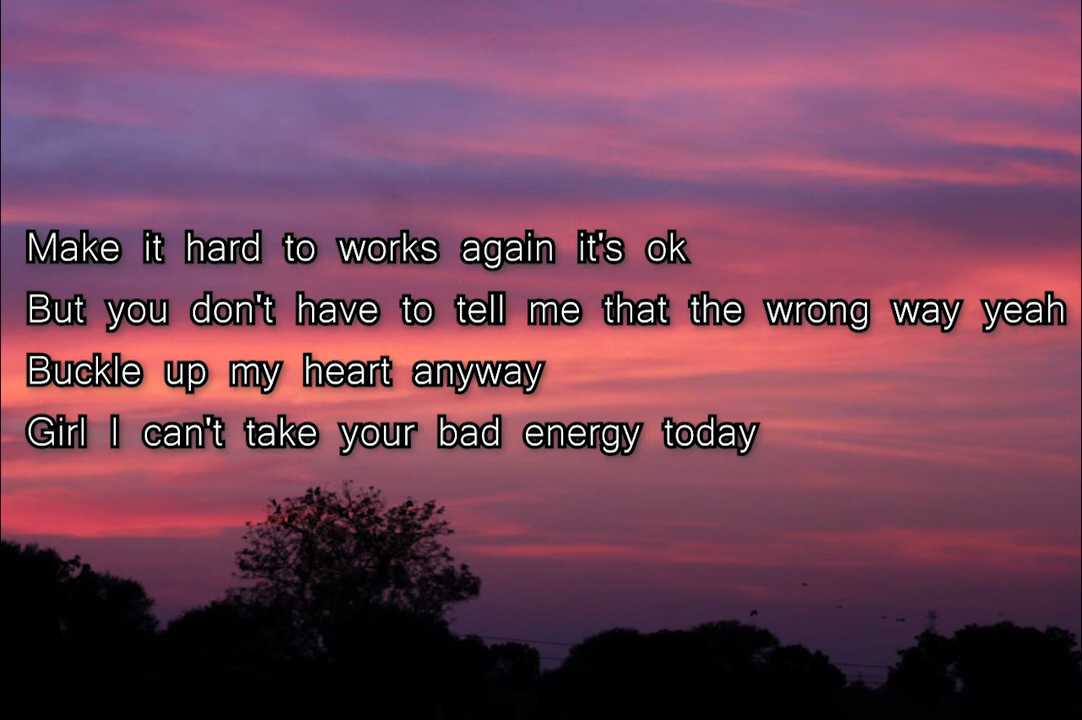 Make it hard to works again it's ok
But you don't have to tell me that the wrong way yeah
Buckle up my heart anyway
Girl I can't take your bad energy today